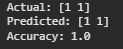 Actual: [1 1]
Predicted: [1 1]
Accuracy: 1.0